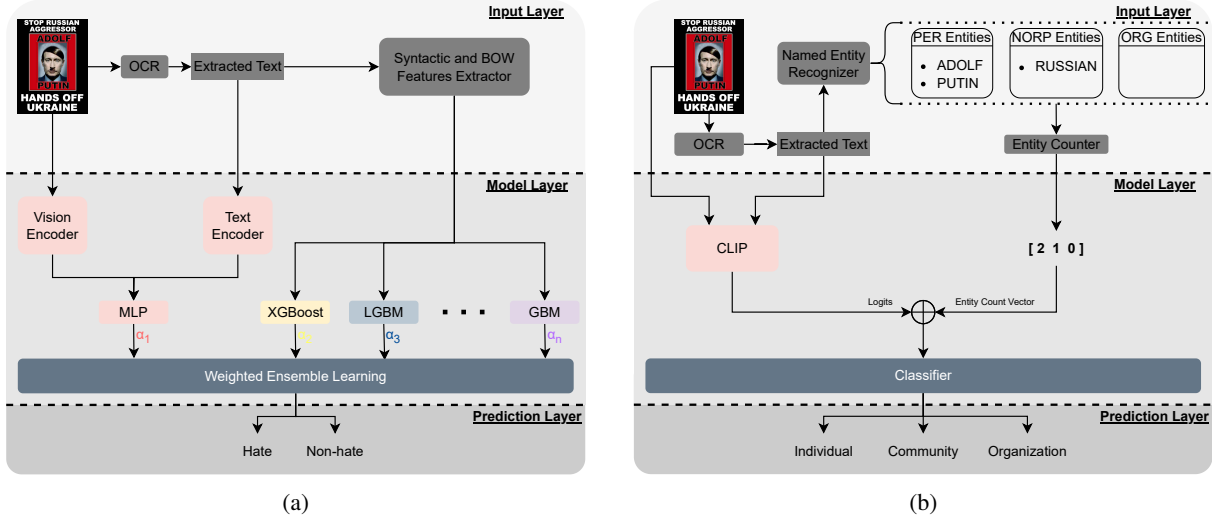 Input Layer
STOP RUSSIAN
AGGRESSOR
ADOLF
PUTIN
HANDS OFF
UKRAINE
OCR
Extracted Text
Syntactic and BOW
Features Extractor
Model Layer
Vision
Encoder
Text
Encoder
MLP
XGBoost
LGBM
. . .
GBM
α1
α2
α3
αn
Weighted Ensemble Learning
Prediction Layer
Hate
Non-hate
(a)
Input Layer
STOP RUSSIAN
AGGRESSOR
ADOLF
PUTIN
HANDS OFF
UKRAINE
Named Entity
Recognizer
PER Entities
• ADOLF
• PUTIN
NORP Entities
• RUSSIAN
ORG Entities
OCR
Extracted Text
Entity Counter
Model Layer
CLIP
[ 2 1 0 ]
Logits
Entity Count Vector
Classifier
Prediction Layer
Individual
Community
Organization
(b)